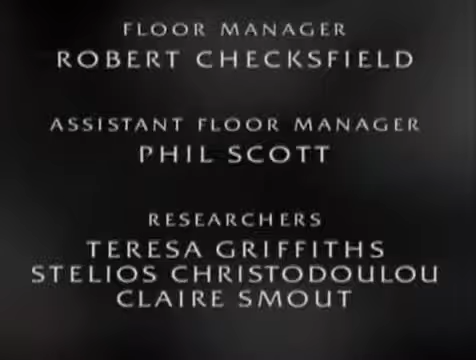 FLOOR MANAGER
ROBERT CHECKSFIELD
ASSISTANT FLOOR MANAGER
PHIL SCOTT
RESEARCHERS
TERESA GRIFFITHS
STELIOS CHRISTODOULOU
CLAIRE SMOUT